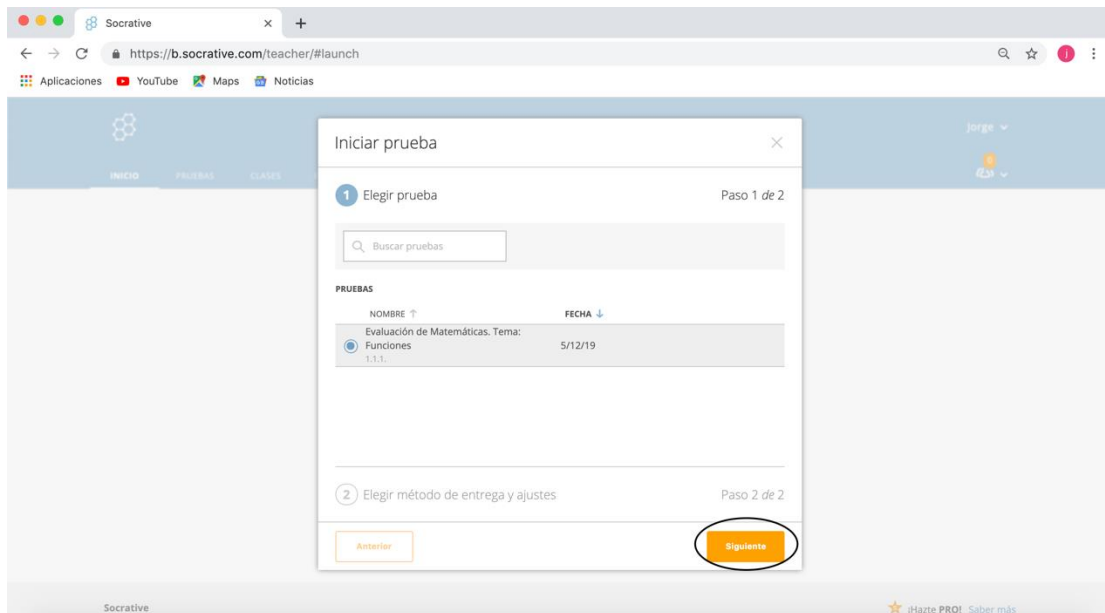 Socrative
https://b.socrative.com/teacher/#launch
j
Aplicaciones YouTube Maps Noticias
Jorge
INICIO PRUEBAS CLASES
Iniciar prueba
1 Elegir prueba Paso 1 de 2
Buscar pruebas
PRUEBAS
NOMBRE FECHA
Evaluación de Matemáticas. Tema:
Funciones 5/12/19
1.1.1.
2 Elegir método de entrega y ajustes Paso 2 de 2
Anterior Siguiente
Socrative ¡Hazte PRO! Saber más